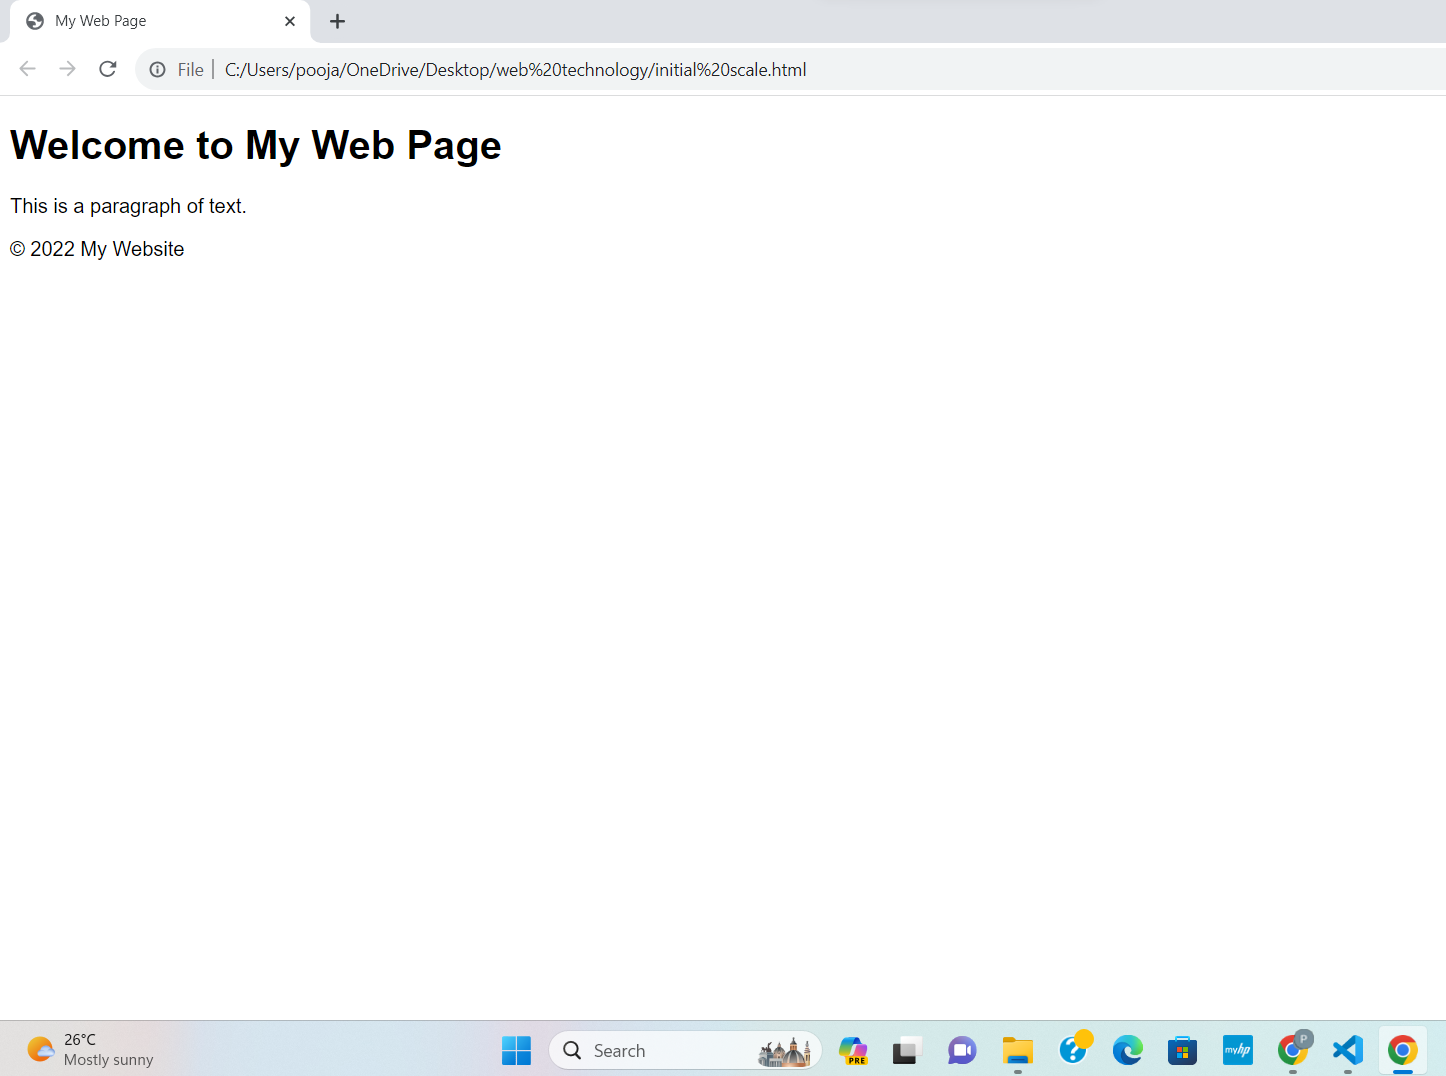 My Web Page
File | C:/Users/pooja/OneDrive/Desktop/web%20technology/initial%20scale.html
Welcome to My Web Page
This is a paragraph of text.
© 2022 My Website
26°C
Mostly sunny
Search
PRE
myhp
P